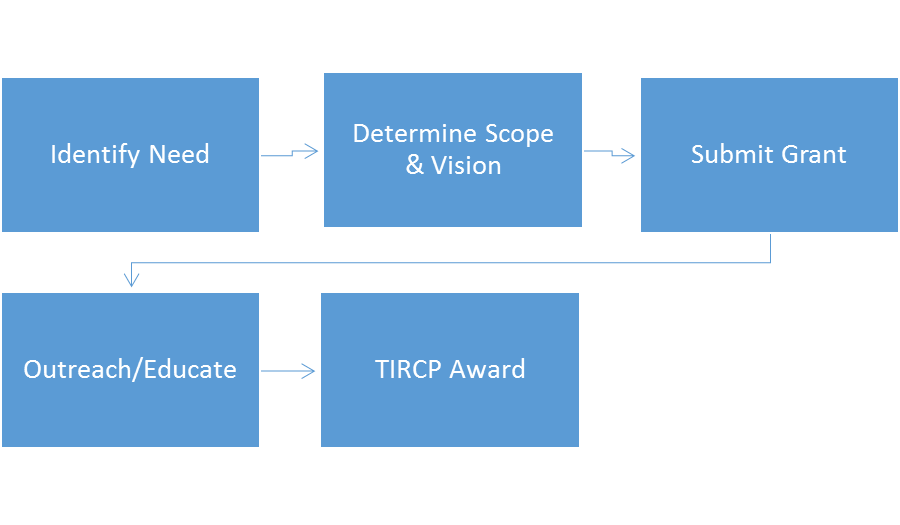 Identify Need
Determine Scope
& Vision
Submit Grant
Outreach/Educate
TIRCP Award